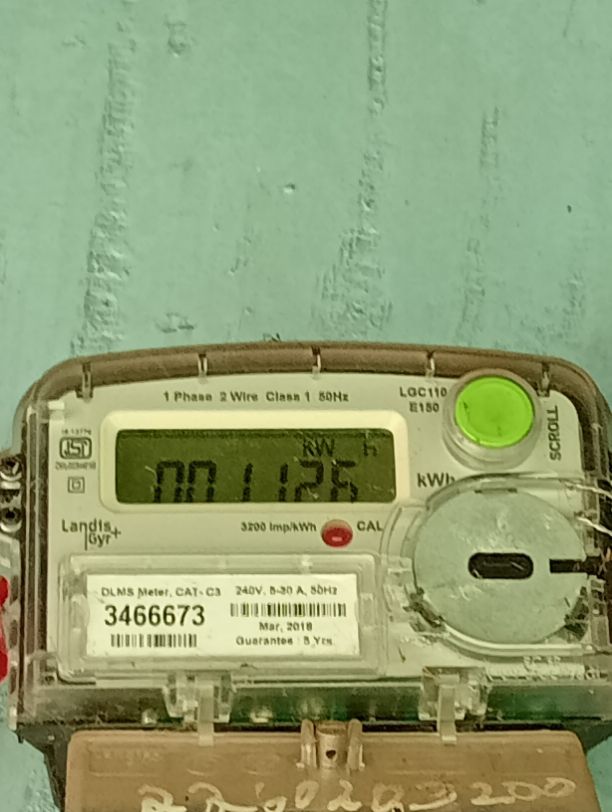 1 Phase 2 Wire Class 1 50Hz
LGC110
E150
SCROLL
kW h
001126
kWh
Landis
Gyr+
3200 Imp/kWh
CAL
DLMS Meter, CAT- C3
240V, 5-30 A, 50Hz
3466673
Mar, 2018
Guarantee : 5 Yrs.